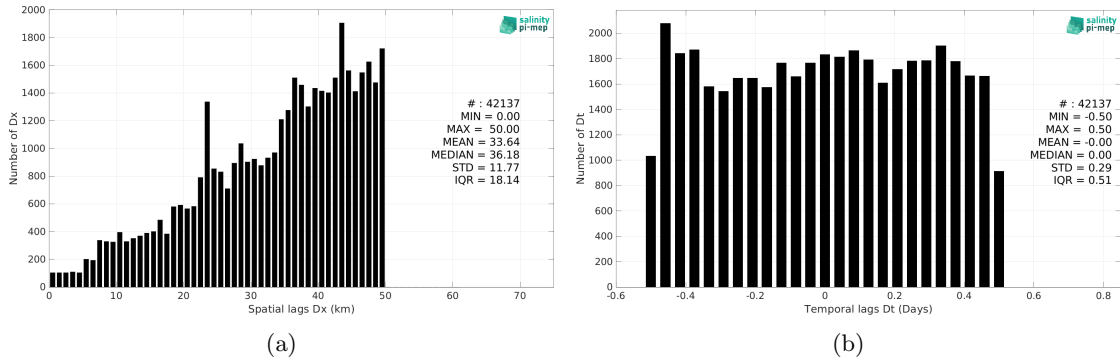 2000
1800
1600
1400
1200
1000
800
600
400
200
0
Number of Dx
0 10 20 30 40 50 60 70
Spatial lags Dx (km)
salinity
pi-mep
# : 42137
MIN = 0.00
MAX = 50.00
MEAN = 33.64
MEDIAN = 36.18
STD = 11.77
IQR = 18.14
(a)
2000
1800
1600
1400
1200
1000
800
600
400
200
0
Number of Dt
-0.6 -0.4 -0.2 0 0.2 0.4 0.6 0.8
Temporal lags Dt (Days)
salinity
pi-mep
# : 42137
MIN = -0.50
MAX = 0.50
MEAN = -0.00
MEDIAN = 0.00
STD = 0.29
IQR = 0.51
(b)